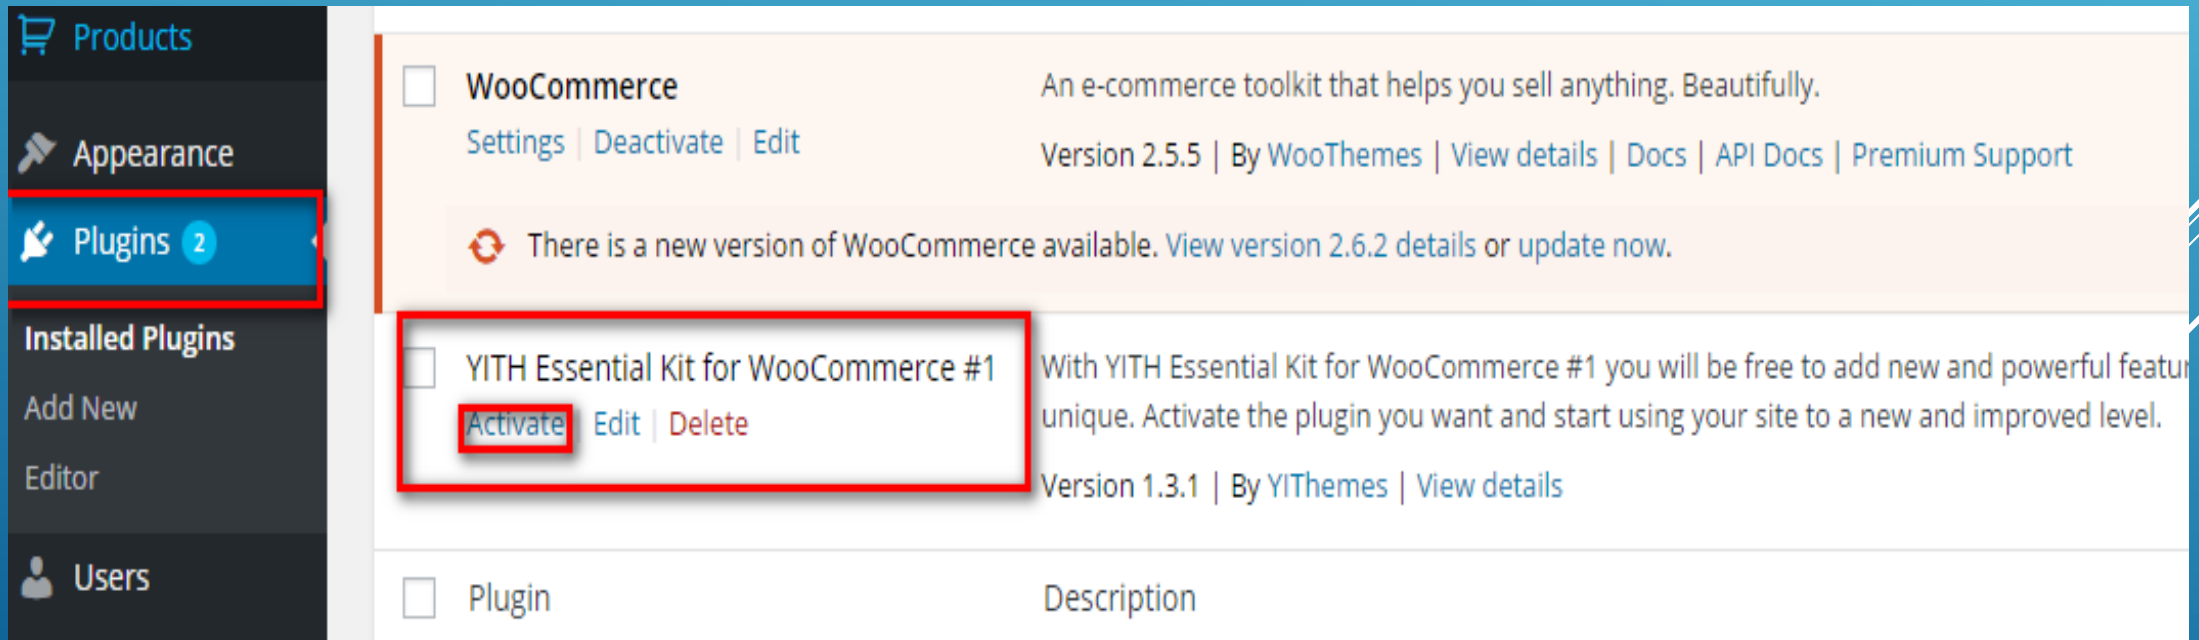 Products
Appearance
Plugins 2
Installed Plugins
Add New
Editor
Users
WooCommerce
Settings | Deactivate | Edit
An e-commerce toolkit that helps you sell anything. Beautifully.
Version 2.5.5 | By WooThemes | View details | Docs | API Docs | Premium Support
There is a new version of WooCommerce available. View version 2.6.2 details or update now.
YITH Essential Kit for WooCommerce #1
Activate | Edit | Delete
With YITH Essential Kit for WooCommerce #1 you will be free to add new and powerful featur
unique. Activate the plugin you want and start using your site to a new and improved level.
Version 1.3.1 | By YIThemes | View details
Plugin
Description